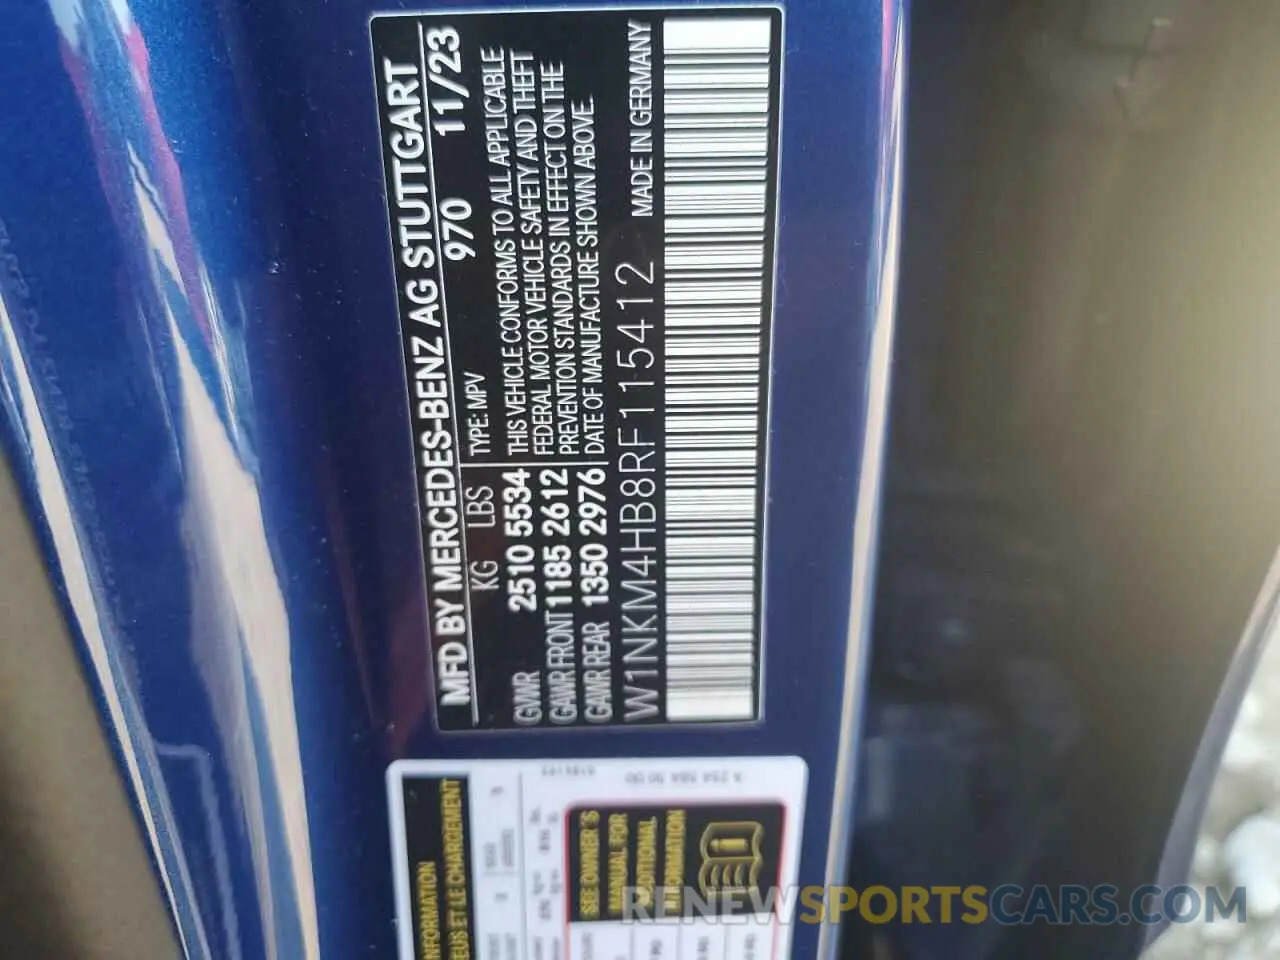 MFD BY MERCEDES-BENZ AG STUTTGART
KG LBS 970 11/23
GVWR 2510 5534
GAWR FRONT 1185 2612
GAWR REAR 1350 2976
TYPE: MPV
THIS VEHICLE CONFORMS TO ALL APPLICABLE
FEDERAL MOTOR VEHICLE SAFETY AND THEFT
PREVENTION STANDARDS IN EFFECT ON THE
DATE OF MANUFACTURE SHOWN ABOVE.
W1NKM4HB8RF115412 MADE IN GERMANY
SEE OWNER'S
MANUAL FOR
ADDITIONAL
INFORMATION
RENEWSPORTSCARS.COM